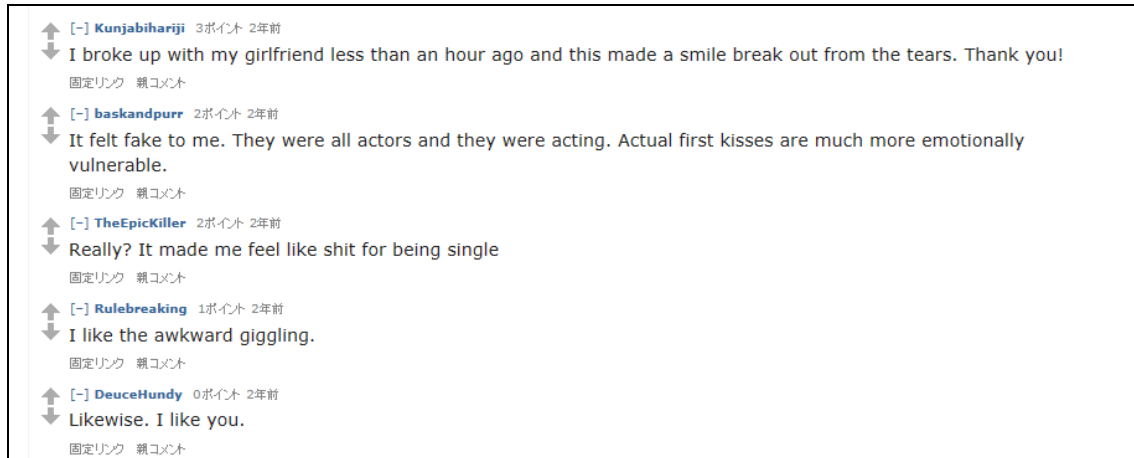 [-] Kunjabihariji 3ポイント 2年前
I broke up with my girlfriend less than an hour ago and this made a smile break out from the tears. Thank you!
固定リンク 親コメント
[-] baskandpurr 2ポイント 2年前
It felt fake to me. They were all actors and they were acting. Actual first kisses are much more emotionally
vulnerable.
固定リンク 親コメント
[-] TheEpicKiller 2ポイント 2年前
Really? It made me feel like shit for being single
固定リンク 親コメント
[-] Rulebreaking 1ポイント 2年前
I like the awkward giggling.
固定リンク 親コメント
[-] DeuceHundy 0ポイント 2年前
Likewise. I like you.
固定リンク 親コメント